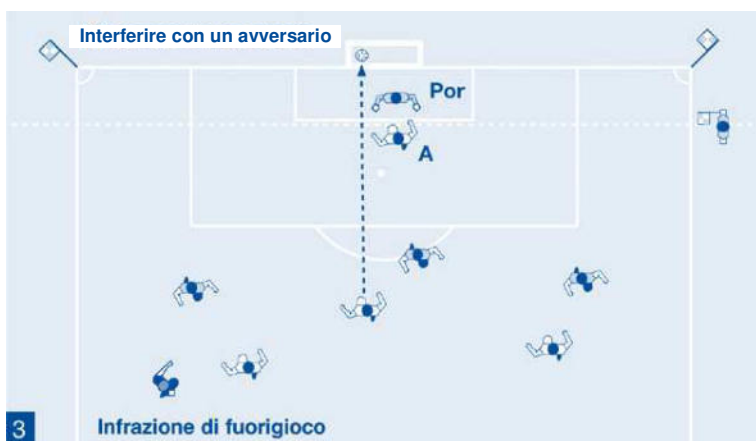 Interferire con un avversario
Por
A
3
Infrazione di fuorigioco